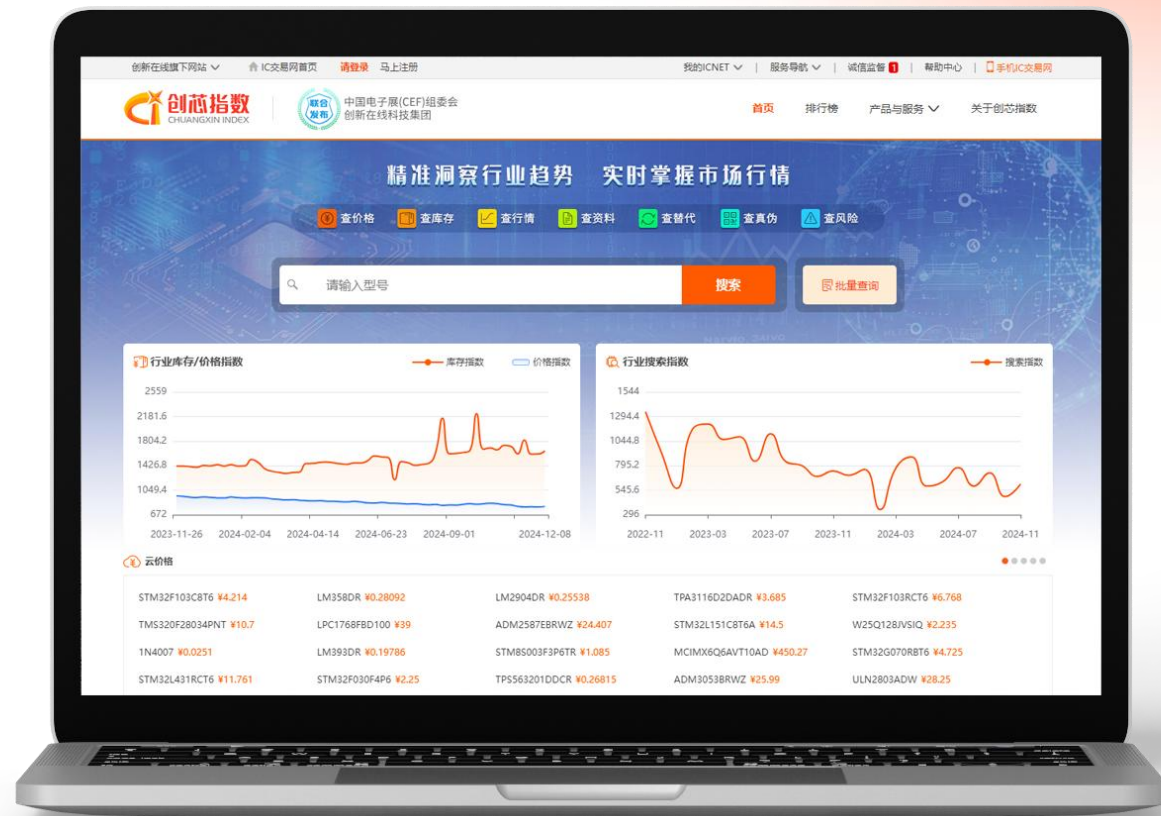 创新在线旗下网站 IC交易网首页 请登录 马上注册 我的ICNET 服务导航 诚信监督 1 帮助中心 手机IC交易网
创芯指数
CHUANGXIN INDEX
联合发布
中国电子展(CEF)组委会
创新在线科技集团
首页 排行榜 产品与服务 关于创芯指数
精准洞察行业趋势 实时掌握市场行情
查价格 查库存 查行情 查资料 查替代 查真伪 查风险
请输入型号 搜索 批量查询
行业库存/价格指数 库存指数 价格指数
2559
2181.6
1804.2
1426.8
1049.4
672
2023-11-26 2024-02-04 2024-04-14 2024-06-23 2024-09-01 2024-12-08
行业搜索指数 搜索指数
1544
1294.4
1044.8
795.2
545.6
296
2022-11 2023-03 2023-07 2023-11 2024-03 2024-07 2024-11
云价格
STM32F103C8T6 ¥4.214 LM358DR ¥0.28092 LM2904DR ¥0.25538 TPA3116D2DADR ¥3.685 STM32F103RCT6 ¥6.768
TMS320F28034PNT ¥10.7 LPC1768FBD100 ¥39 ADM2587EBRWZ ¥24.407 STM32L151C8T6A ¥14.5 W25Q128JVSIQ ¥2.235
1N4007 ¥0.0251 LM393DR ¥0.19786 STM8S003F3P6TR ¥1.085 MCIMX6Q6AVT10AD ¥450.27 STM32G070RBT6 ¥4.725
STM32L431RCT6 ¥11.761 STM32F030F4P6 ¥2.25 TPS563201DDCR ¥0.26815 ADM3053BRWZ ¥25.99 ULN2803ADW ¥28.25